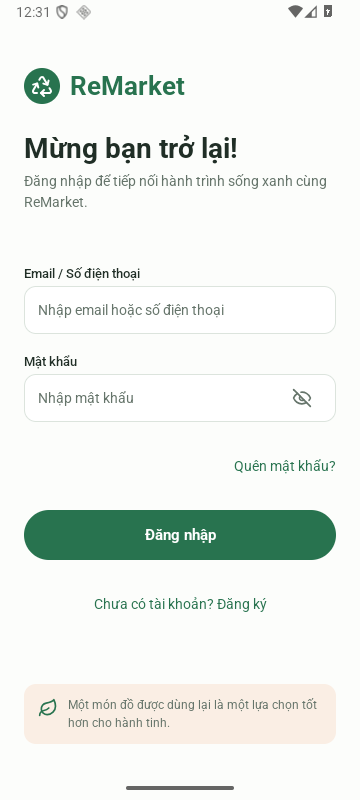 12:31
ReMarket
Mừng bạn trở lại!
Đăng nhập để tiếp nối hành trình sống xanh cùng
ReMarket.
Email / Số điện thoại
Nhập email hoặc số điện thoại
Mật khẩu
Nhập mật khẩu
Quên mật khẩu?
Đăng nhập
Chưa có tài khoản? Đăng ký
Một món đồ được dùng lại là một lựa chọn tốt
hơn cho hành tinh.